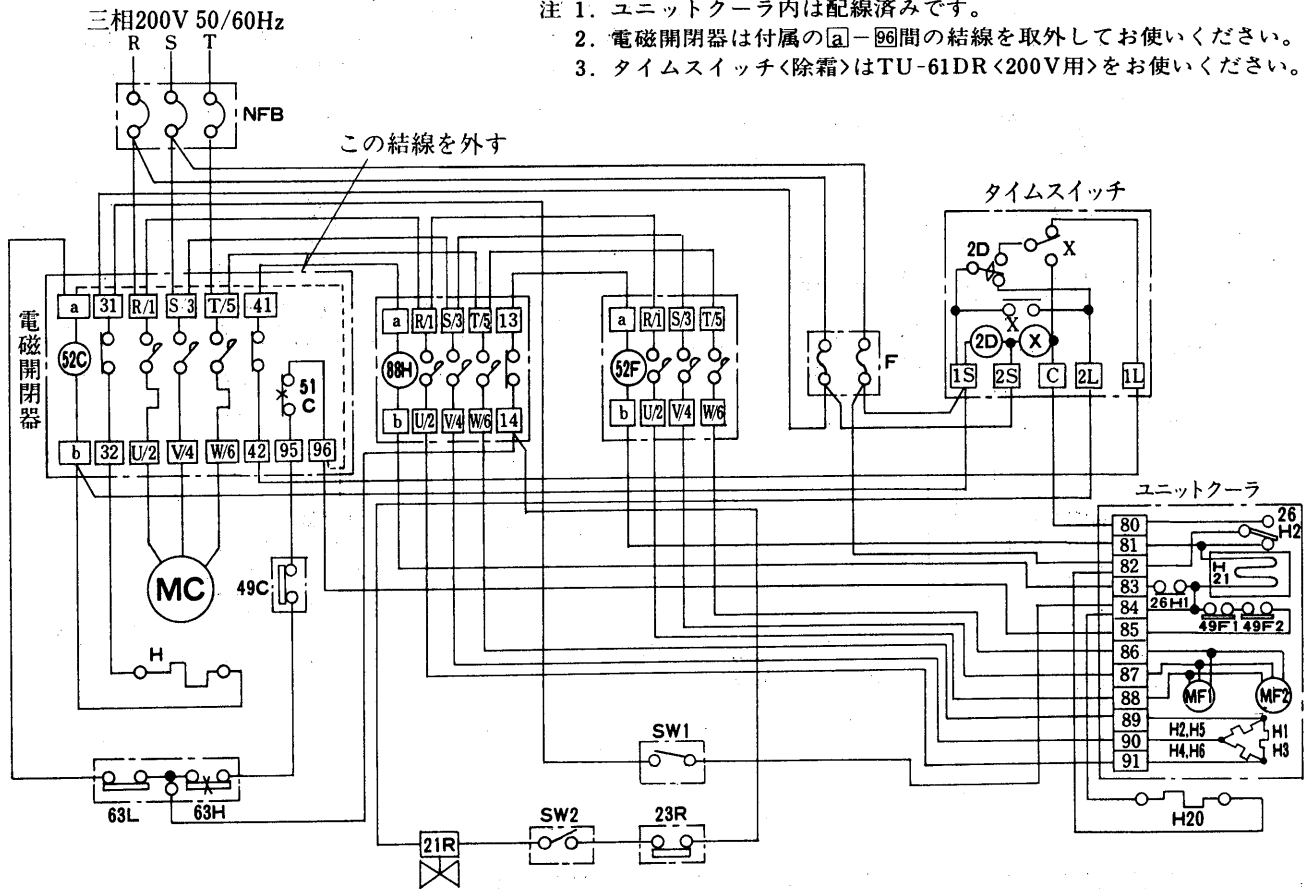 三相200V 50/60Hz
R S T
NFB
注 1. ユニットクーラ内は配線済みです。
2. 電磁開閉器は付属のa-96間の結線を取外してお使いください。
3. タイムスイッチ<除霜>はTU-61DR<200V用>をお使いください。
この結線を外す
電磁開閉器
a 31 R/1 S/3 T/5 41
52C
51C
b 32 U/2 V/4 W/6 42 95 96
MC
49C
H
63L 63H
a R/1 S/3 T/5 13
88H
b U/2 V/4 W/6 14
a R/1 S/3 T/5
52F
b U/2 V/4 W/6
F
タイムスイッチ
2D X
X
2D X
1S 2S C 2L 1L
ユニットクーラ
80
81
82
83
84
85
86
87
88
89
90
91
26H2
H21
26H1
49F1 49F2
MF1 MF2
H2,H5
H4,H6
H1
H3
H20
SW1
SW2
23R
21R